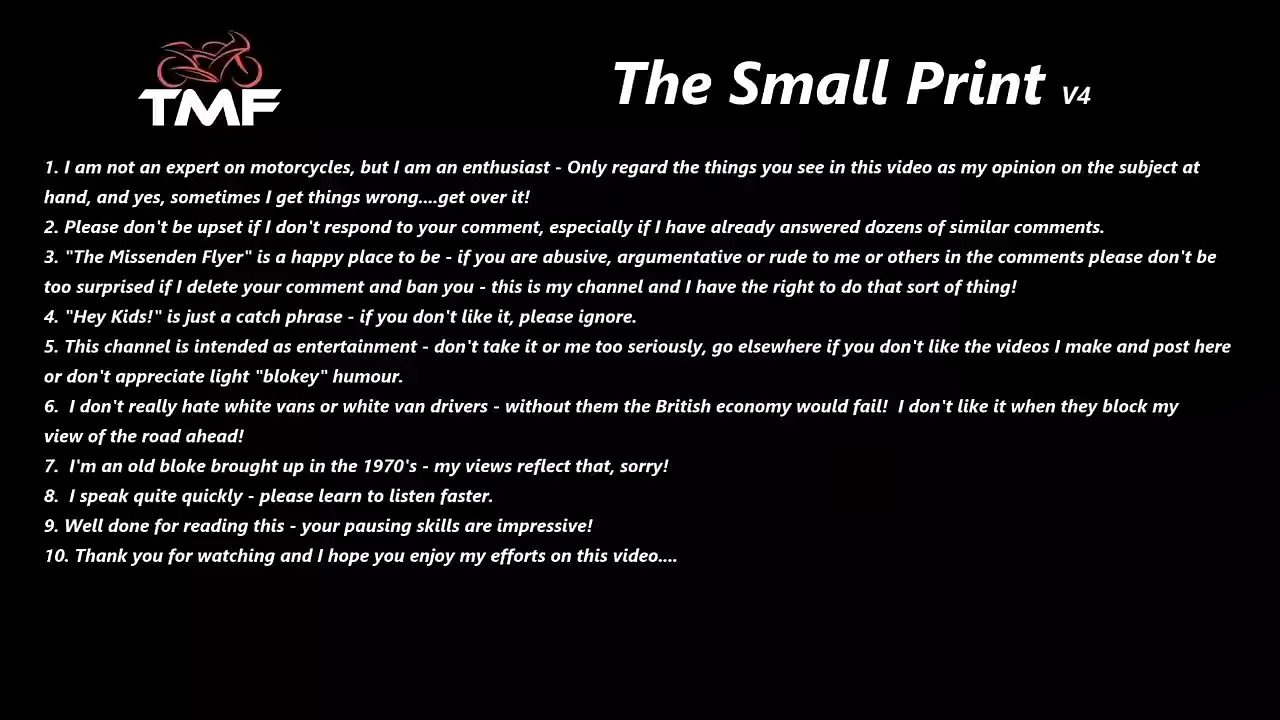 TMF
The Small Print V4
1. I am not an expert on motorcycles, but I am an enthusiast - Only regard the things you see in this video as my opinion on the subject at
hand, and yes, sometimes I get things wrong....get over it!
2. Please don't be upset if I don't respond to your comment, especially if I have already answered dozens of similar comments.
3. "The Missenden Flyer" is a happy place to be - if you are abusive, argumentative or rude to me or others in the comments please don't be
too surprised if I delete your comment and ban you - this is my channel and I have the right to do that sort of thing!
4. "Hey Kids!" is just a catch phrase - if you don't like it, please ignore.
5. This channel is intended as entertainment - don't take it or me too seriously, go elsewhere if you don't like the videos I make and post here
or don't appreciate light "blokey" humour.
6.  I don't really hate white vans or white van drivers - without them the British economy would fail!  I don't like it when they block my
view of the road ahead!
7.  I'm an old bloke brought up in the 1970's - my views reflect that, sorry!
8.  I speak quite quickly - please learn to listen faster.
9. Well done for reading this - your pausing skills are impressive!
10. Thank you for watching and I hope you enjoy my efforts on this video....